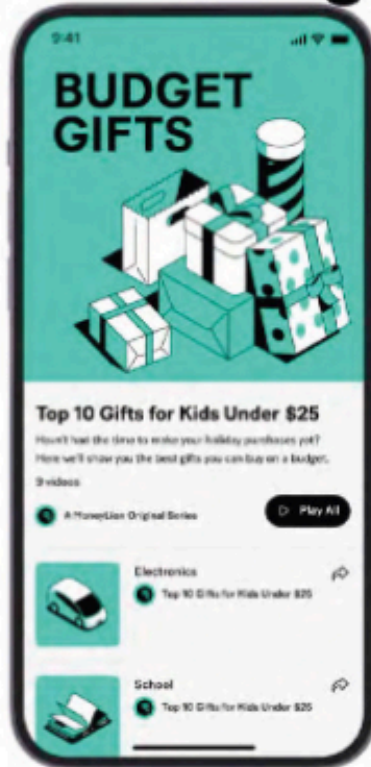 9:41
BUDGET
GIFTS
Top 10 Gifts for Kids Under $25
Haven't had the time to make your holiday purchases yet?
Here we'll show you the best gifts you can buy on a budget.
9 videos
A MoneyLion Original Series
Play All
Electronics
Top 10 Gifts for Kids Under $25
School
Top 10 Gifts for Kids Under $25